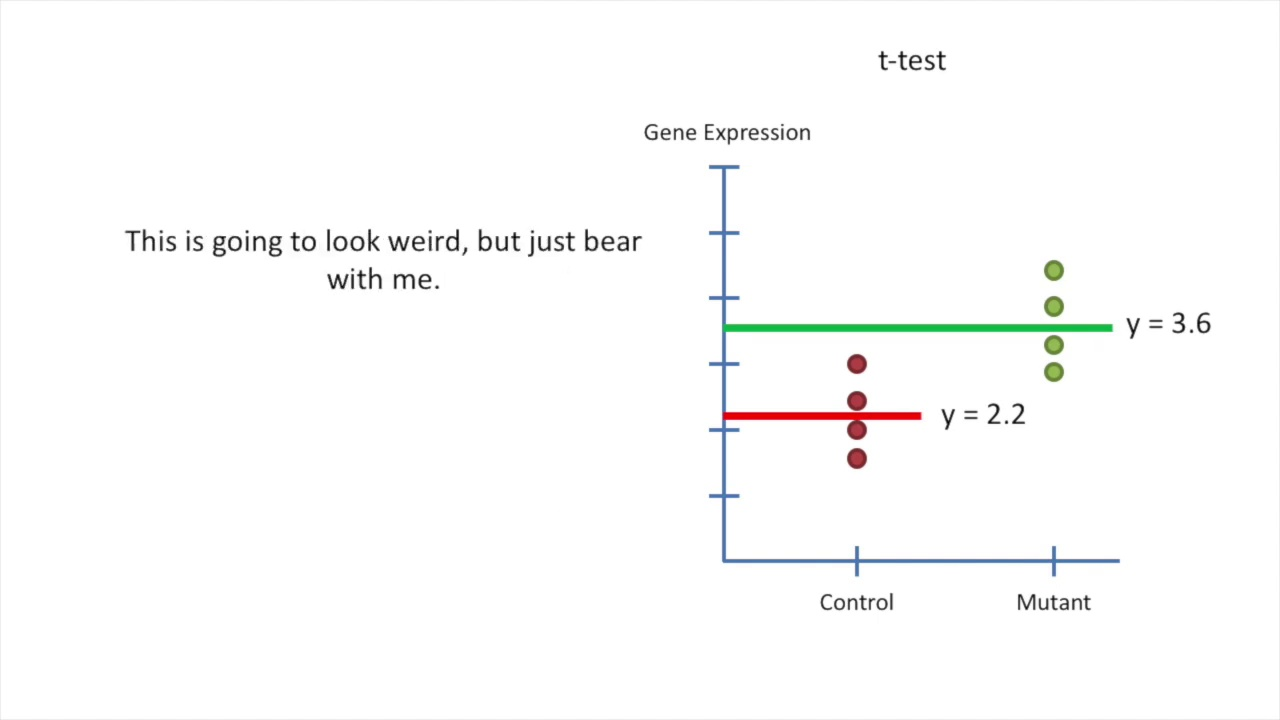 t-test
Gene Expression
This is going to look weird, but just bear
with me.
y = 3.6
y = 2.2
Control
Mutant